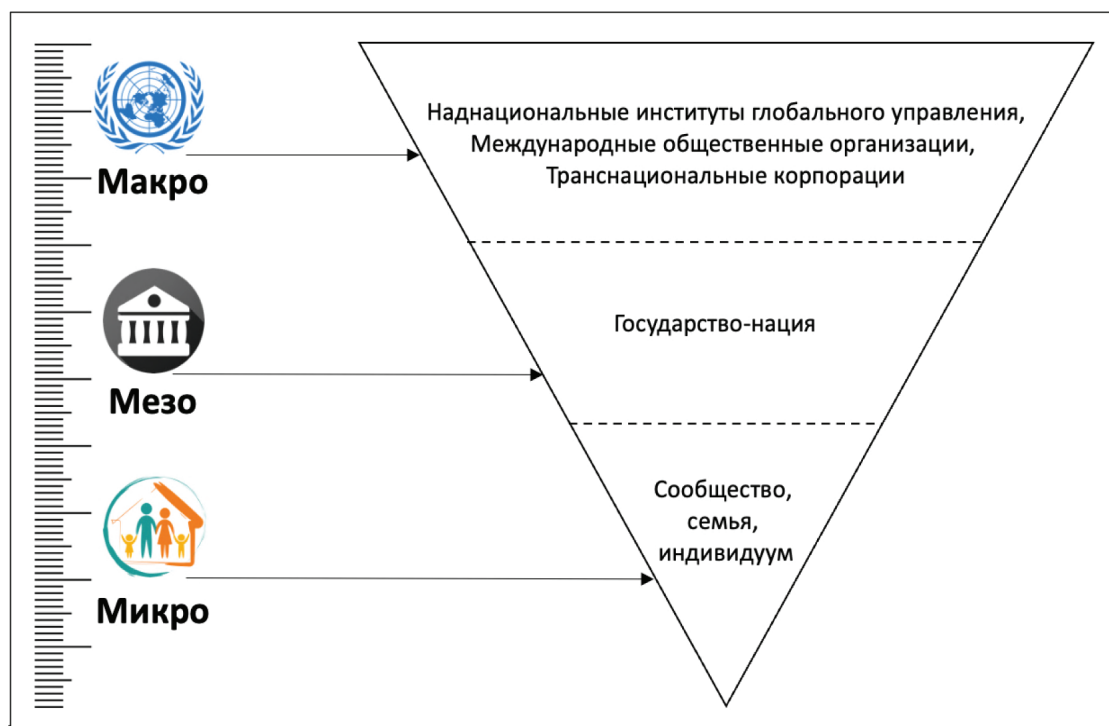 Макро
Наднациональные институты глобального управления,
Международные общественные организации,
Транснациональные корпорации
Мезо
Государство-нация
Микро
Сообщество,
семья,
индивидуум